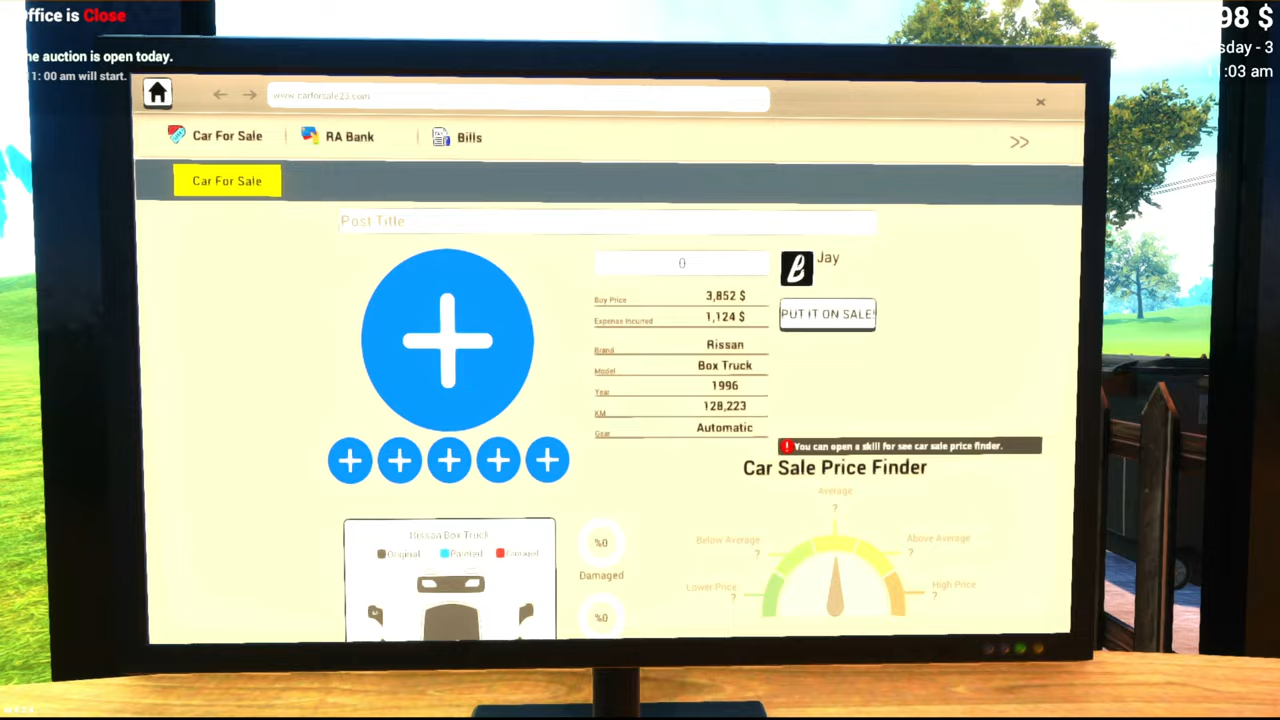 ffice is Close
98 $
ne auction is open today.
sday - 3
11: 00 am will start.
:03 am
www.carforsale23.com
Car For Sale
RA Bank
Bills
>>
Car For Sale
Post Title
0
Jay
Buy Price 3,852 $
PUT IT ON SALE!
Expense Incurred 1,124 $
Brand Rissan
Model Box Truck
Year 1996
KM 128,223
Gear Automatic
You can open a skill for see car sale price finder.
Car Sale Price Finder
Average
?
Below Average
?
Above Average
?
Lower Price
?
High Price
?
Rissan Box Truck
Original Painted Damaged
%0
Damaged
%0